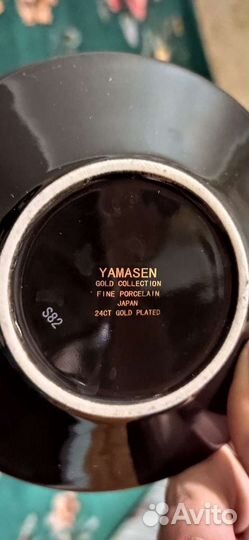 YAMASEN
GOLD COLLECTION
FINE PORCELAIN
JAPAN
24CT GOLD PLATED
S82
Avito